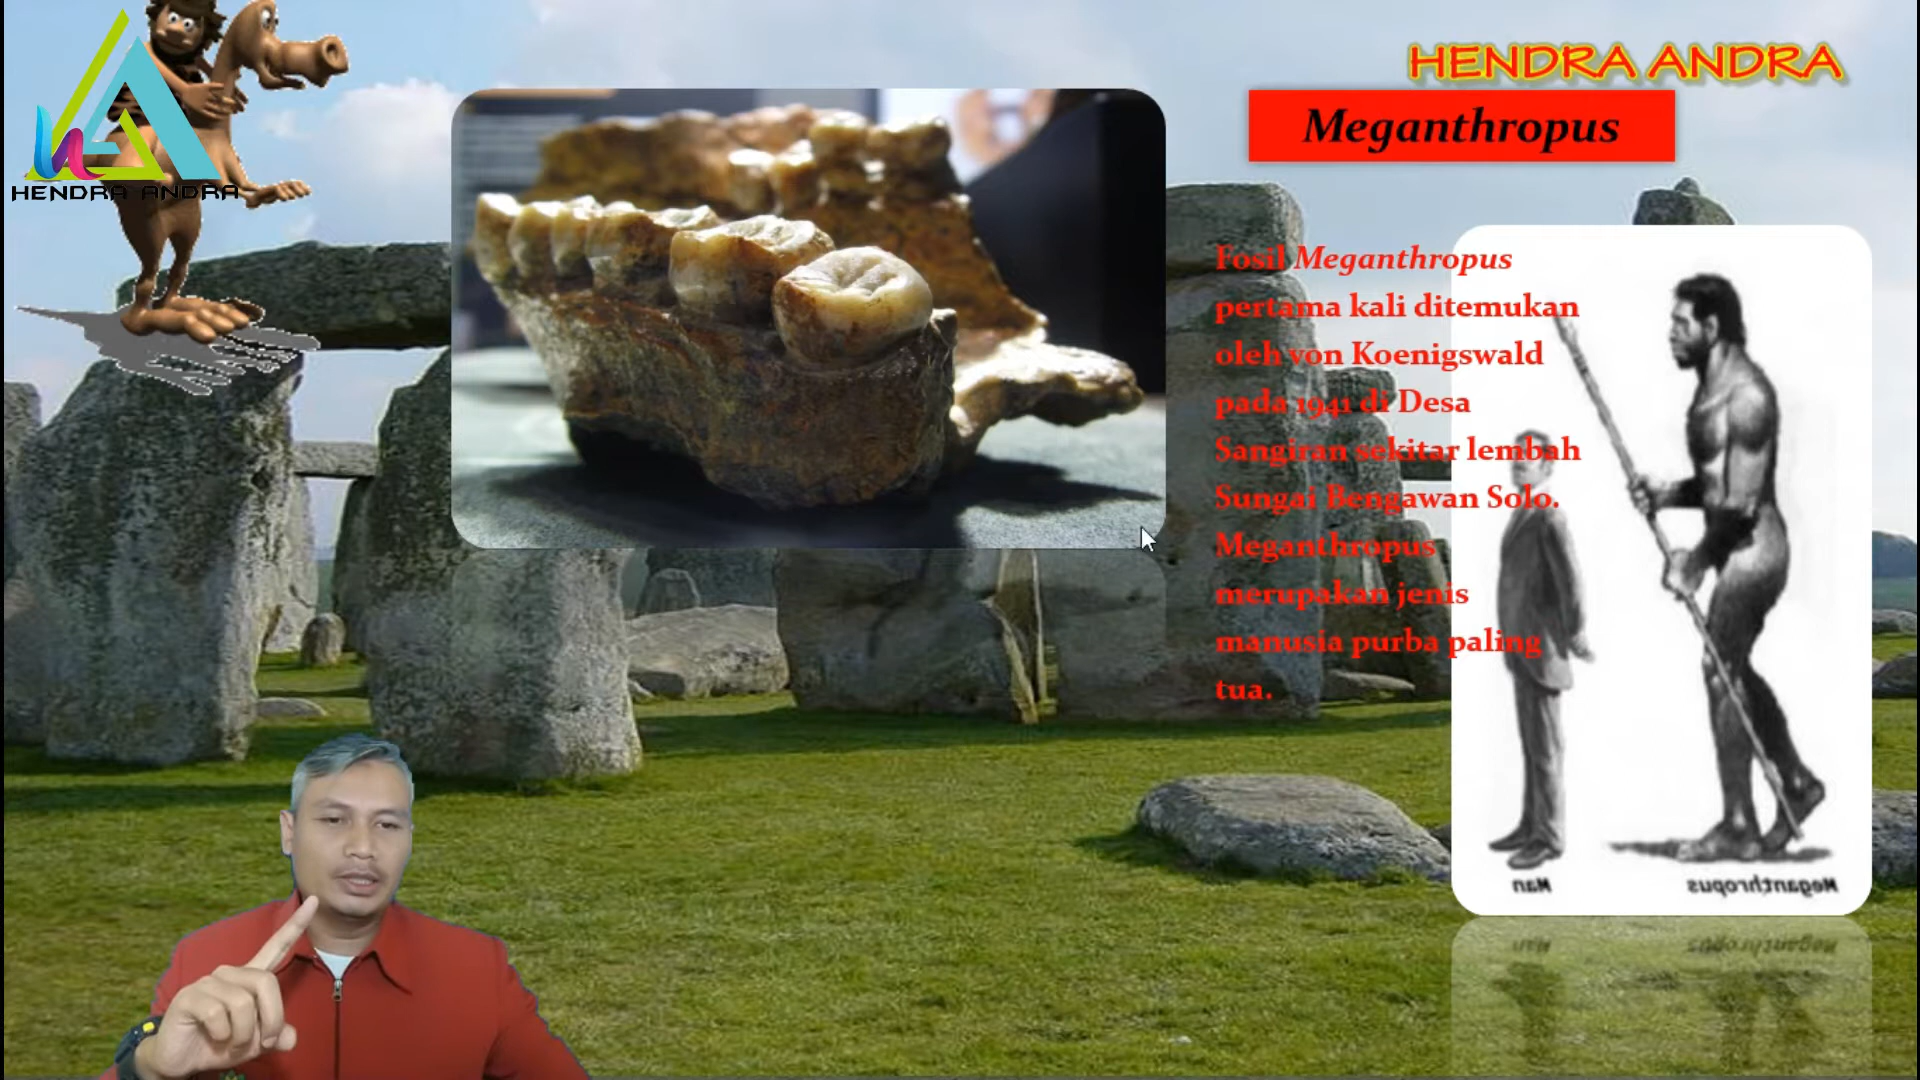 HENDRA ANDRA
HENDRA ANDRA
Meganthropus
Fosil Meganthropus
pertama kali ditemukan
oleh von Koenigswald
pada 1941 di Desa
Sangiran sekitar lembah
Sungai Bengawan Solo.
Meganthropus
merupakan jenis
manusia purba paling
tua.
Man
Meganthropus